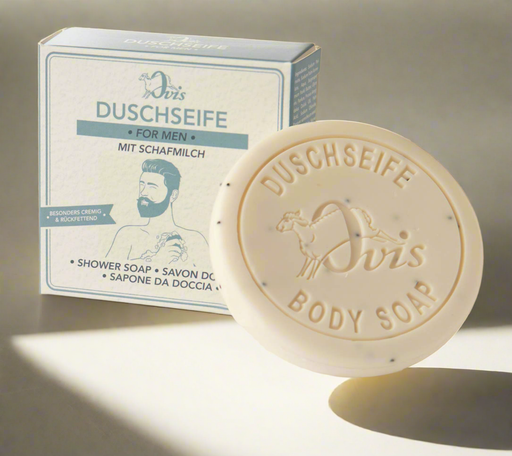 DUSCHSEIFE
Ovis
DUSCHSEIFE
• FOR MEN •
MIT SCHAFMILCH
BESONDERS CREMIG
& RÜCKFETTEND
• SHOWER SOAP • SAVON DO
• SAPONE DA DOCCIA •
DUSCHSEIFE
Ovis
BODY SOAP